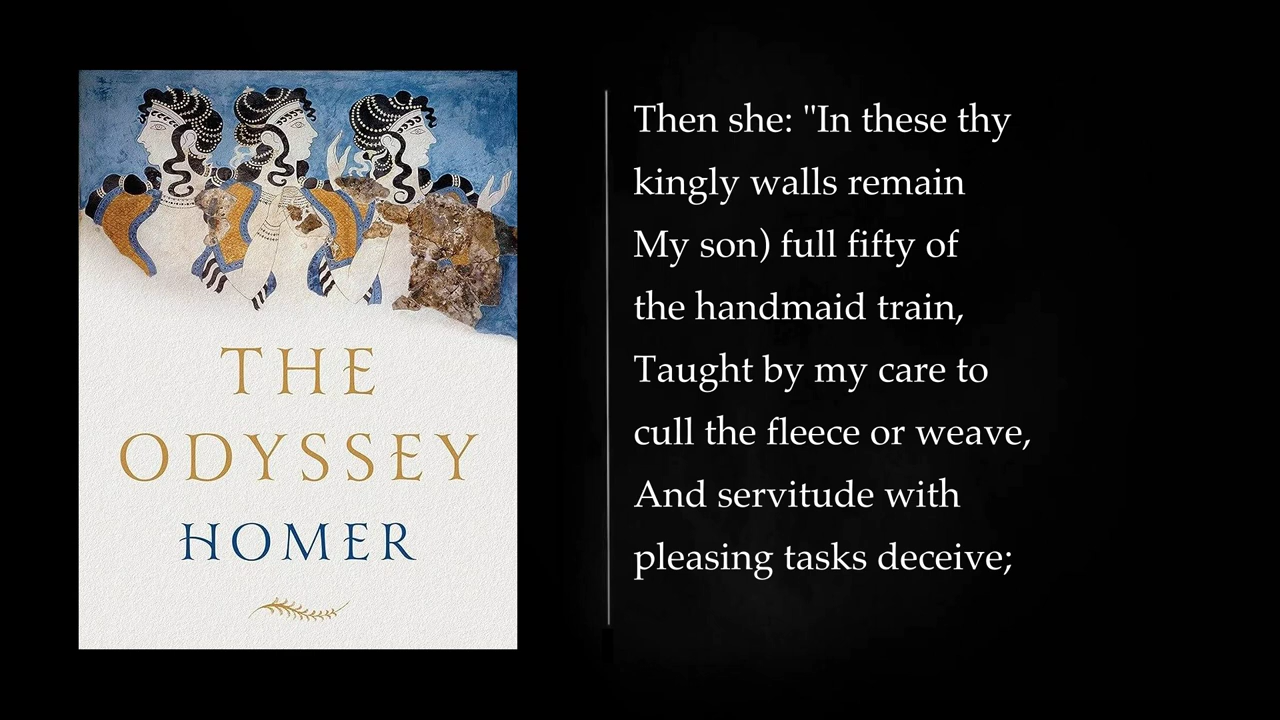 THE
ODYSSEY
HOMER
Then she: "In these thy
kingly walls remain
My son) full fifty of
the handmaid train,
Taught by my care to
cull the fleece or weave,
And servitude with
pleasing tasks deceive;